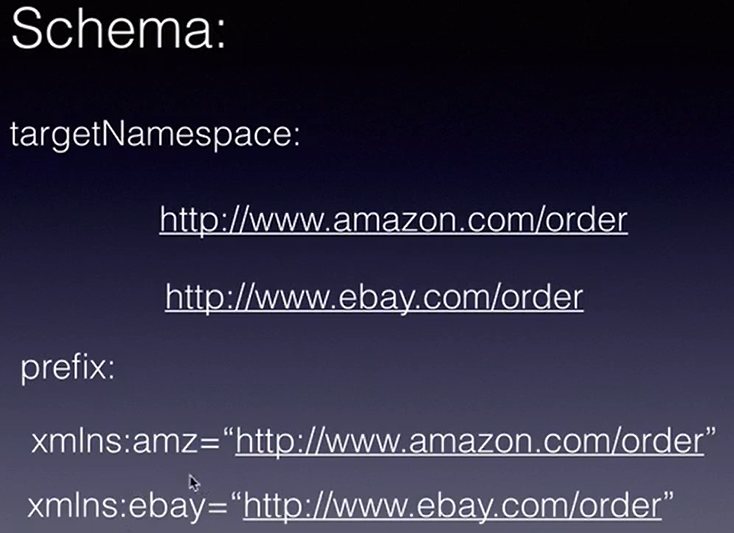 Schema:
targetNamespace:
http://www.amazon.com/order
http://www.ebay.com/order
prefix:
xmlns:amz=“http://www.amazon.com/order”
xmlns:ebay=“http://www.ebay.com/order”